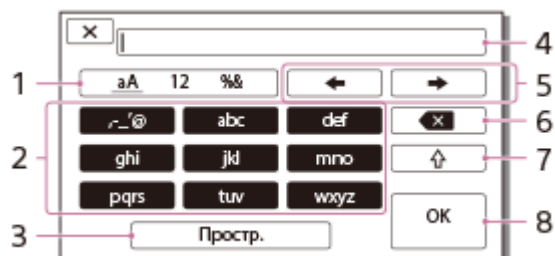 4
1 aA 12 %& 5
,-_'@ abc def 6
2 ghi jkl mno 7
pqrs tuv wxyz
OK 8
3 Простр.